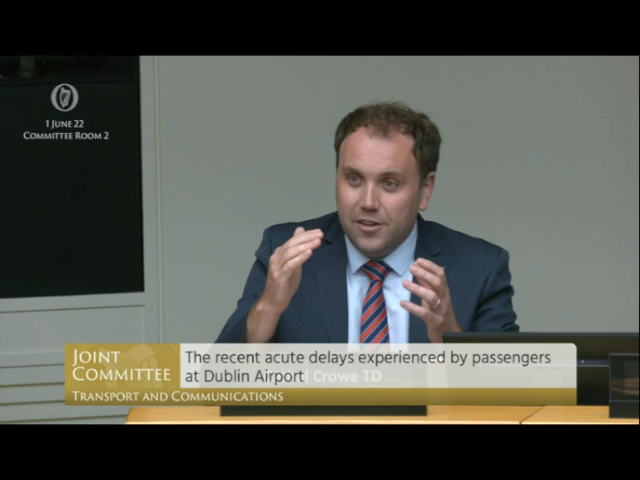 1 JUNE 22
COMMITTEE ROOM 2
JOINT
COMMITTEE
The recent acute delays experienced by passengers
at Dublin Airport
Crowe TD
TRANSPORT AND COMMUNICATIONS